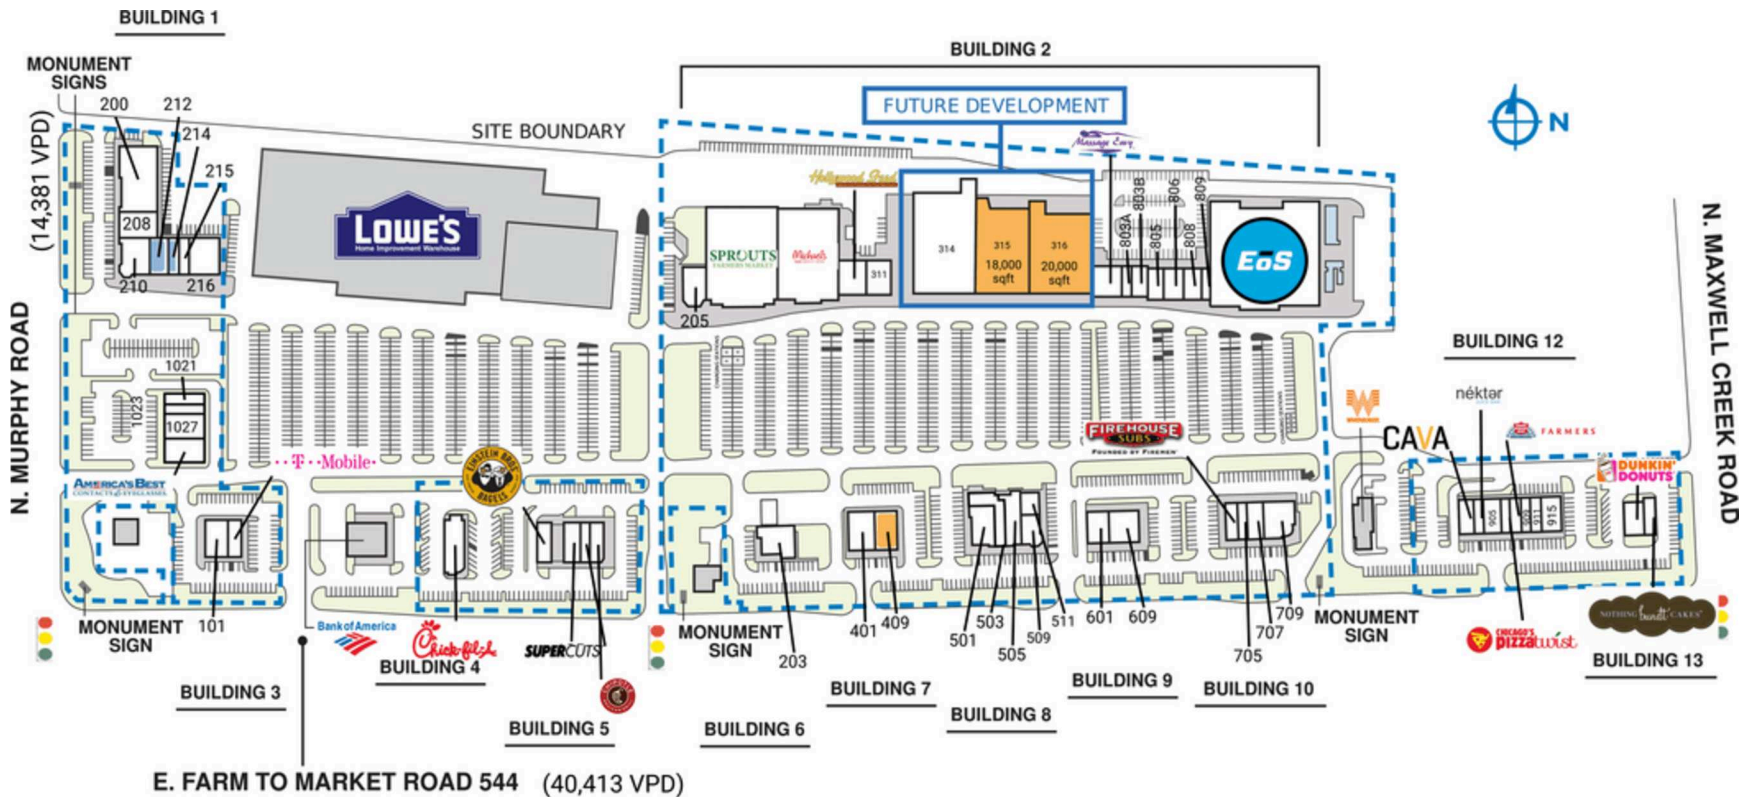 BUILDING 1
MONUMENT
SIGNS
200
212
214
215
208
210
216
(14,381 VPD)
N. MURPHY ROAD
SITE BOUNDARY
LOWE'S
Home Improvement Warehouse
BUILDING 2
FUTURE DEVELOPMENT
Massage Envy
Hollywood Feed
SPROUTS
FARMERS MARKET
Michaels
205
311
314
315
18,000
sqft
316
20,000
sqft
803A
803B
805
806
808
809
EōS
N
N. MAXWELL CREEK ROAD
1021
1023
1027
AMERICA'S BEST
CONTACTS & EYEGLASSES
T Mobile
EINSTEIN BROS
BAGELS
FIREHOUSE
SUBS
FOUNDED BY FIREMEN
BUILDING 12
WHATABURGER
CAVA
nékter
FARMERS
DUNKIN'
DONUTS
905
911
915
MONUMENT
SIGN
101
Bank of America
Chick-fil-A
SUPERCUTS
CHIPOTLE
MONUMENT
SIGN
203
401
409
501
503
505
509
511
601
609
705
707
709
MONUMENT
SIGN
CHICAGO'S
pizza twist
NOTHING bundt CAKES
BUILDING 3
BUILDING 4
BUILDING 5
BUILDING 6
BUILDING 7
BUILDING 8
BUILDING 9
BUILDING 10
BUILDING 13
E. FARM TO MARKET ROAD 544 (40,413 VPD)